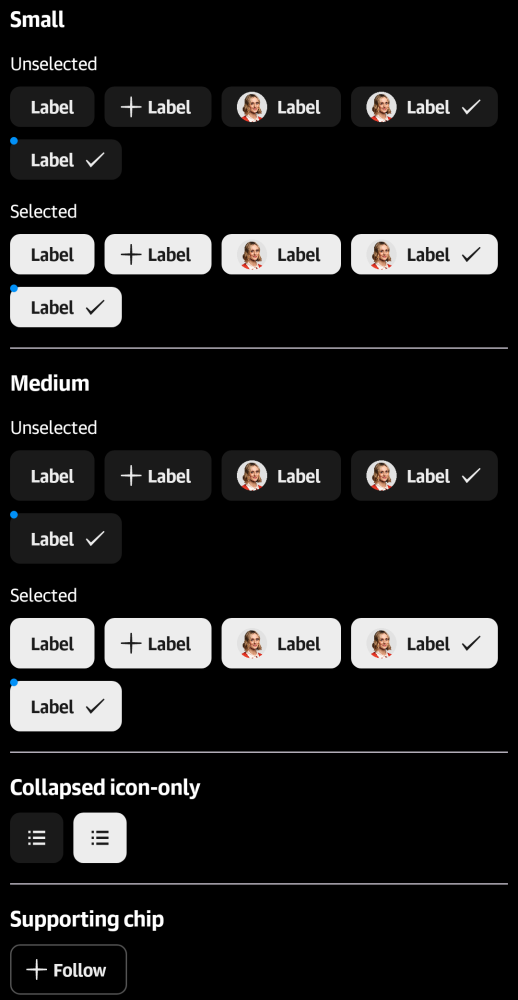 Small
Unselected
Label Label Label Label
Label
Selected
Label Label Label Label
Label
Medium
Unselected
Label Label Label Label
Label
Selected
Label Label Label Label
Label
Collapsed icon-only
Supporting chip
Follow